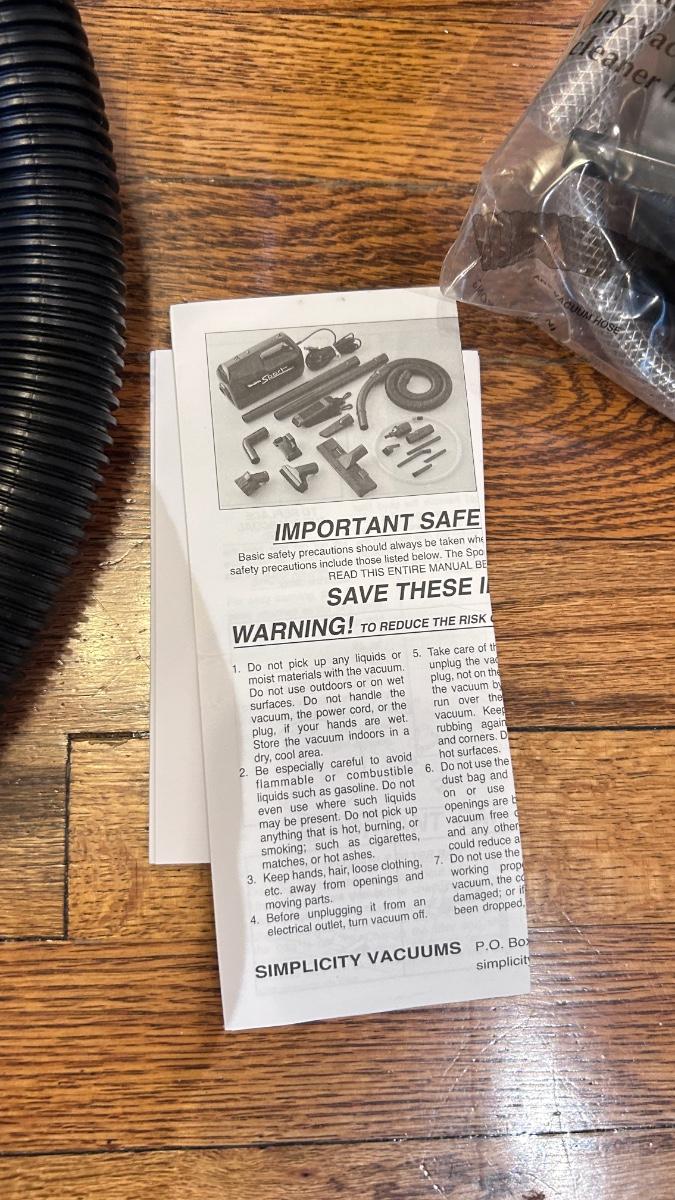 any vac
cleaner h
VACUUM HOSE
Sport
IMPORTANT SAFE
Basic safety precautions should always be taken whe
safety precautions include those listed below. The Spo
READ THIS ENTIRE MANUAL BE
SAVE THESE I
WARNING! TO REDUCE THE RISK
1. Do not pick up any liquids or
moist materials with the vacuum.
Do not use outdoors or on wet
surfaces. Do not handle the
vacuum, the power cord, or the
plug, if your hands are wet.
Store the vacuum indoors in a
dry, cool area.
2. Be especially careful to avoid
flammable or combustible
liquids such as gasoline. Do not
even use where such liquids
may be present. Do not pick up
anything that is hot, burning, or
smoking; such as cigarettes,
matches, or hot ashes.
3. Keep hands, hair, loose clothing,
etc. away from openings and
moving parts.
4. Before unplugging it from an
electrical outlet, turn vacuum off.
5. Take care of th
unplug the vac
plug, not on the
the vacuum by
run over the
vacuum. Keep
rubbing again
and corners. D
hot surfaces.
6. Do not use the
dust bag and
on or use
openings are b
vacuum free o
and any other
could reduce a
7. Do not use the
working prop
vacuum, the co
damaged; or if
been dropped.
SIMPLICITY VACUUMS
P.O. Box
simplicity